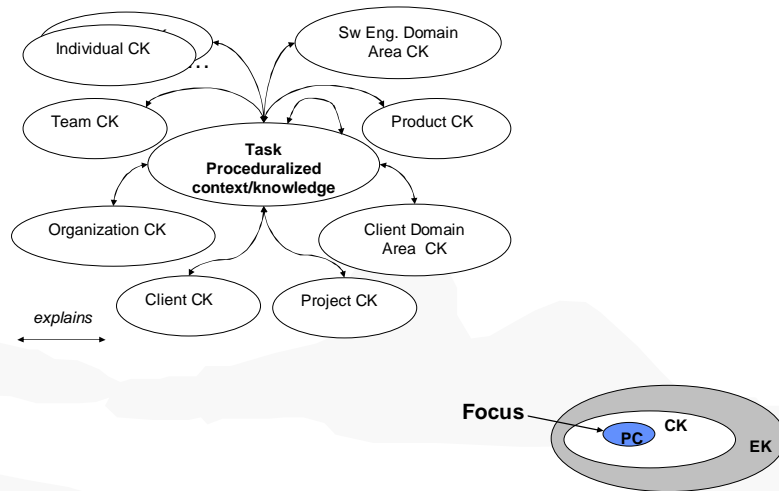 Individual CK
...
Sw Eng. Domain
Area CK
Team CK
Product CK
Task
Proceduralized
context/knowledge
Organization CK
Client Domain
Area CK
Client CK
Project CK
explains
Focus
CK
PC
EK